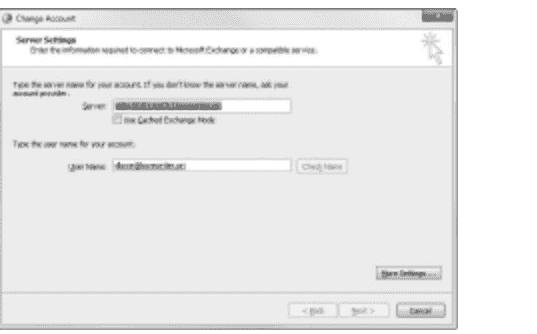 Change Account
Server Settings
Enter the information required to connect to Microsoft Exchange or a compatible service.
Type the server name for your account. If you don't know the server name, ask your
account provider.
Server:
Use Cached Exchange Mode
Type the user name for your account.
User Name:
Check Name
More Settings ...
< Back
Next >
Cancel